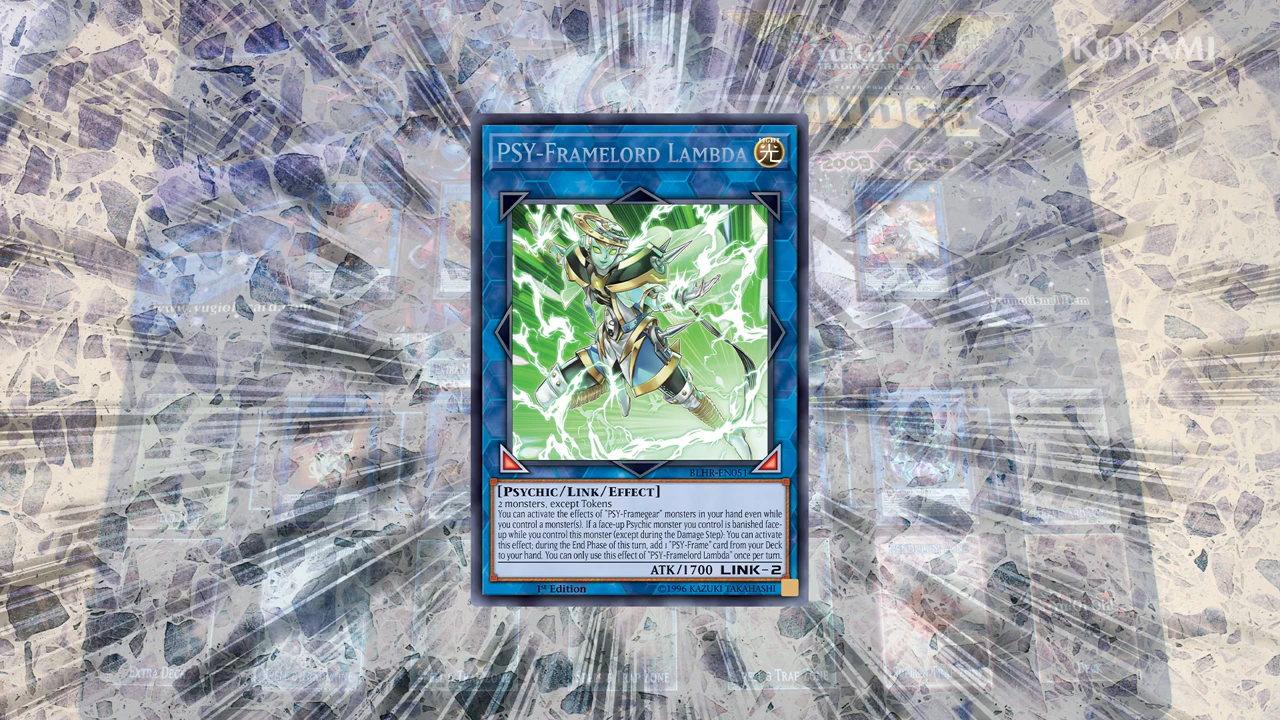 KONAMI
JUDGE
PSY-FRAMELORD LAMBDA
LIGHT
光
BLHR-EN051
[PSYCHIC/LINK/EFFECT]
2 monsters, except Tokens
You can activate the effects of "PSY-Framegear" monsters in your hand even while
you control a monster(s). If a face-up Psychic monster you control is banished face-
up while you control this monster (except during the Damage Step): You can activate
this effect; during the End Phase of this turn, add 1 "PSY-Frame" card from your Deck
to your hand. You can only use this effect of "PSY-Framelord Lambda" once per turn.
ATK/1700 LINK-2
1st Edition
©1996 KAZUKI TAKAHASHI
EXTRA DECK